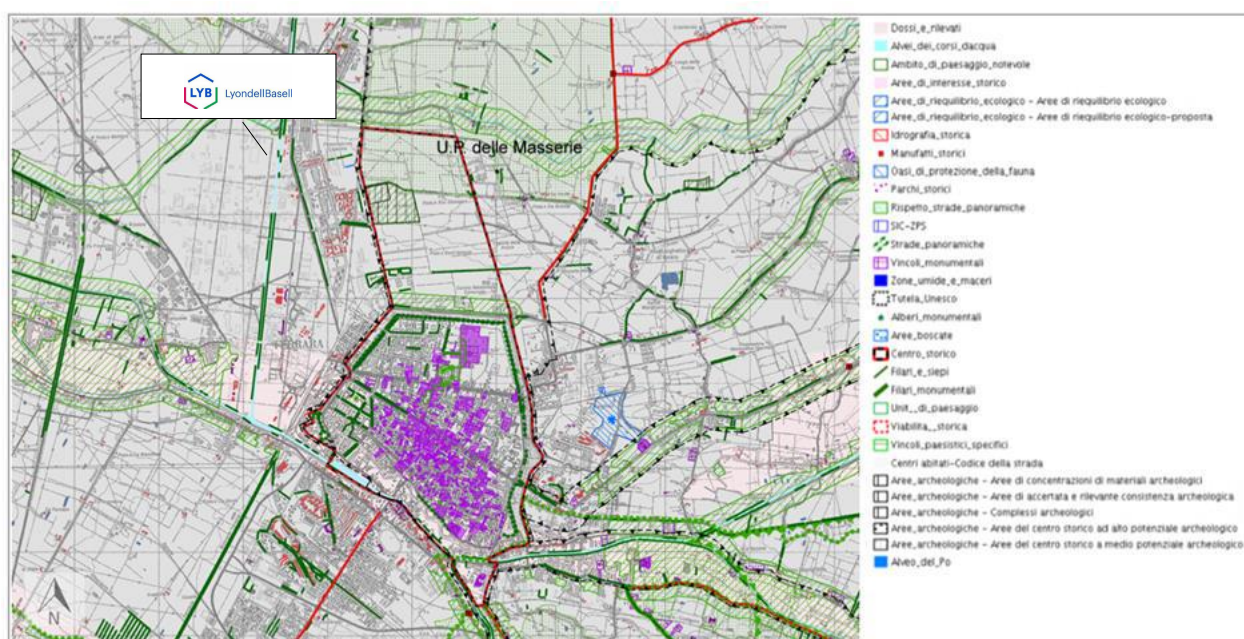 LYB LyondellBasell
U.P. delle Masserie
FERRARA
N
Dossi_e_rilevati
Alvei_dei_corsi_dacqua
Ambito_di_paesaggio_notevole
Aree_di_interesse_storico
Aree_di_riequilibrio_ecologico - Aree di riequilibrio ecologico
Aree_di_riequilibrio_ecologico - Aree di riequilibrio ecologico-proposta
Idrografia_storica
Manufatti_storici
Oasi_di_protezione_della_fauna
Parchi_storici
Rispetto_strade_panoramiche
SIC-ZPS
Strade_panoramiche
Vincoli_monumentali
Zone_umide_e_maceri
Tutela_Unesco
Alberi_monumentali
Aree_boscate
Centro_storico
Filari_e_siepi
Filari_monumentali
Unit__di_paesaggio
Viabilita__storica
Vincoli_paesistici_specifici
Centri abitati-Codice della strada
Aree_archeologiche - Aree di concentrazioni di materiali archeologici
Aree_archeologiche - Aree di accertata e rilevante consistenza archeologica
Aree_archeologiche - Complessi archeologici
Aree_archeologiche - Aree del centro storico ad alto potenziale archeologico
Aree_archeologiche - Aree del centro storico a medio potenziale archeologico
Alveo_del_Po